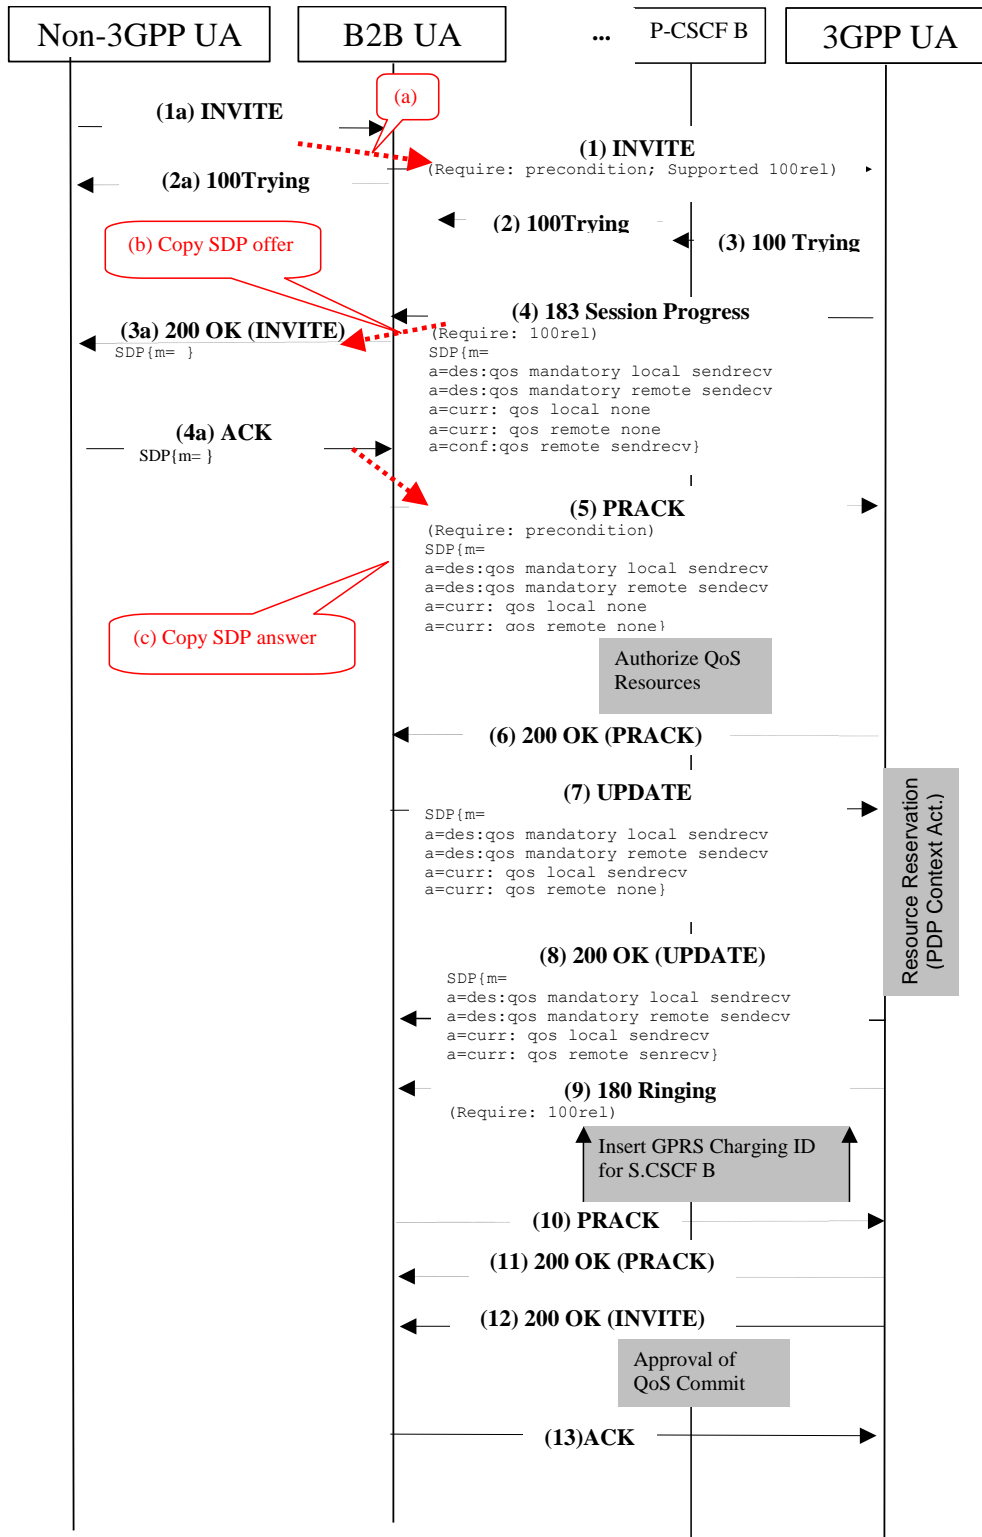 Non-3GPP UA
B2B UA
...
P-CSCF B
3GPP UA
(a)
(1a) INVITE
(1) INVITE
(Require: precondition; Supported 100rel)
(2a) 100Trying
(2) 100Trying
(3) 100 Trying
(b) Copy SDP offer
(4) 183 Session Progress
(3a) 200 OK (INVITE)
SDP{m= }
(Require: 100rel)
SDP{m=
a=des:qos mandatory local sendrecv
a=des:qos mandatory remote sendecv
a=curr: qos local none
a=curr: qos remote none
a=conf:qos remote sendrecv}
(4a) ACK
SDP{m= }
(5) PRACK
(Require: precondition)
SDP{m=
a=des:qos mandatory local sendrecv
a=des:qos mandatory remote sendecv
a=curr: qos local none
a=curr: qos remote none}
(c) Copy SDP answer
Authorize QoS
Resources
(6) 200 OK (PRACK)
(7) UPDATE
SDP{m=
a=des:qos mandatory local sendrecv
a=des:qos mandatory remote sendecv
a=curr: qos local sendrecv
a=curr: qos remote none}
Resource Reservation
(PDP Context Act.)
(8) 200 OK (UPDATE)
SDP{m=
a=des:qos mandatory local sendrecv
a=des:qos mandatory remote sendecv
a=curr: qos local sendrecv
a=curr: qos remote senrecv}
(9) 180 Ringing
(Require: 100rel)
Insert GPRS Charging ID
for S.CSCF B
(10) PRACK
(11) 200 OK (PRACK)
(12) 200 OK (INVITE)
Approval of
QoS Commit
(13)ACK